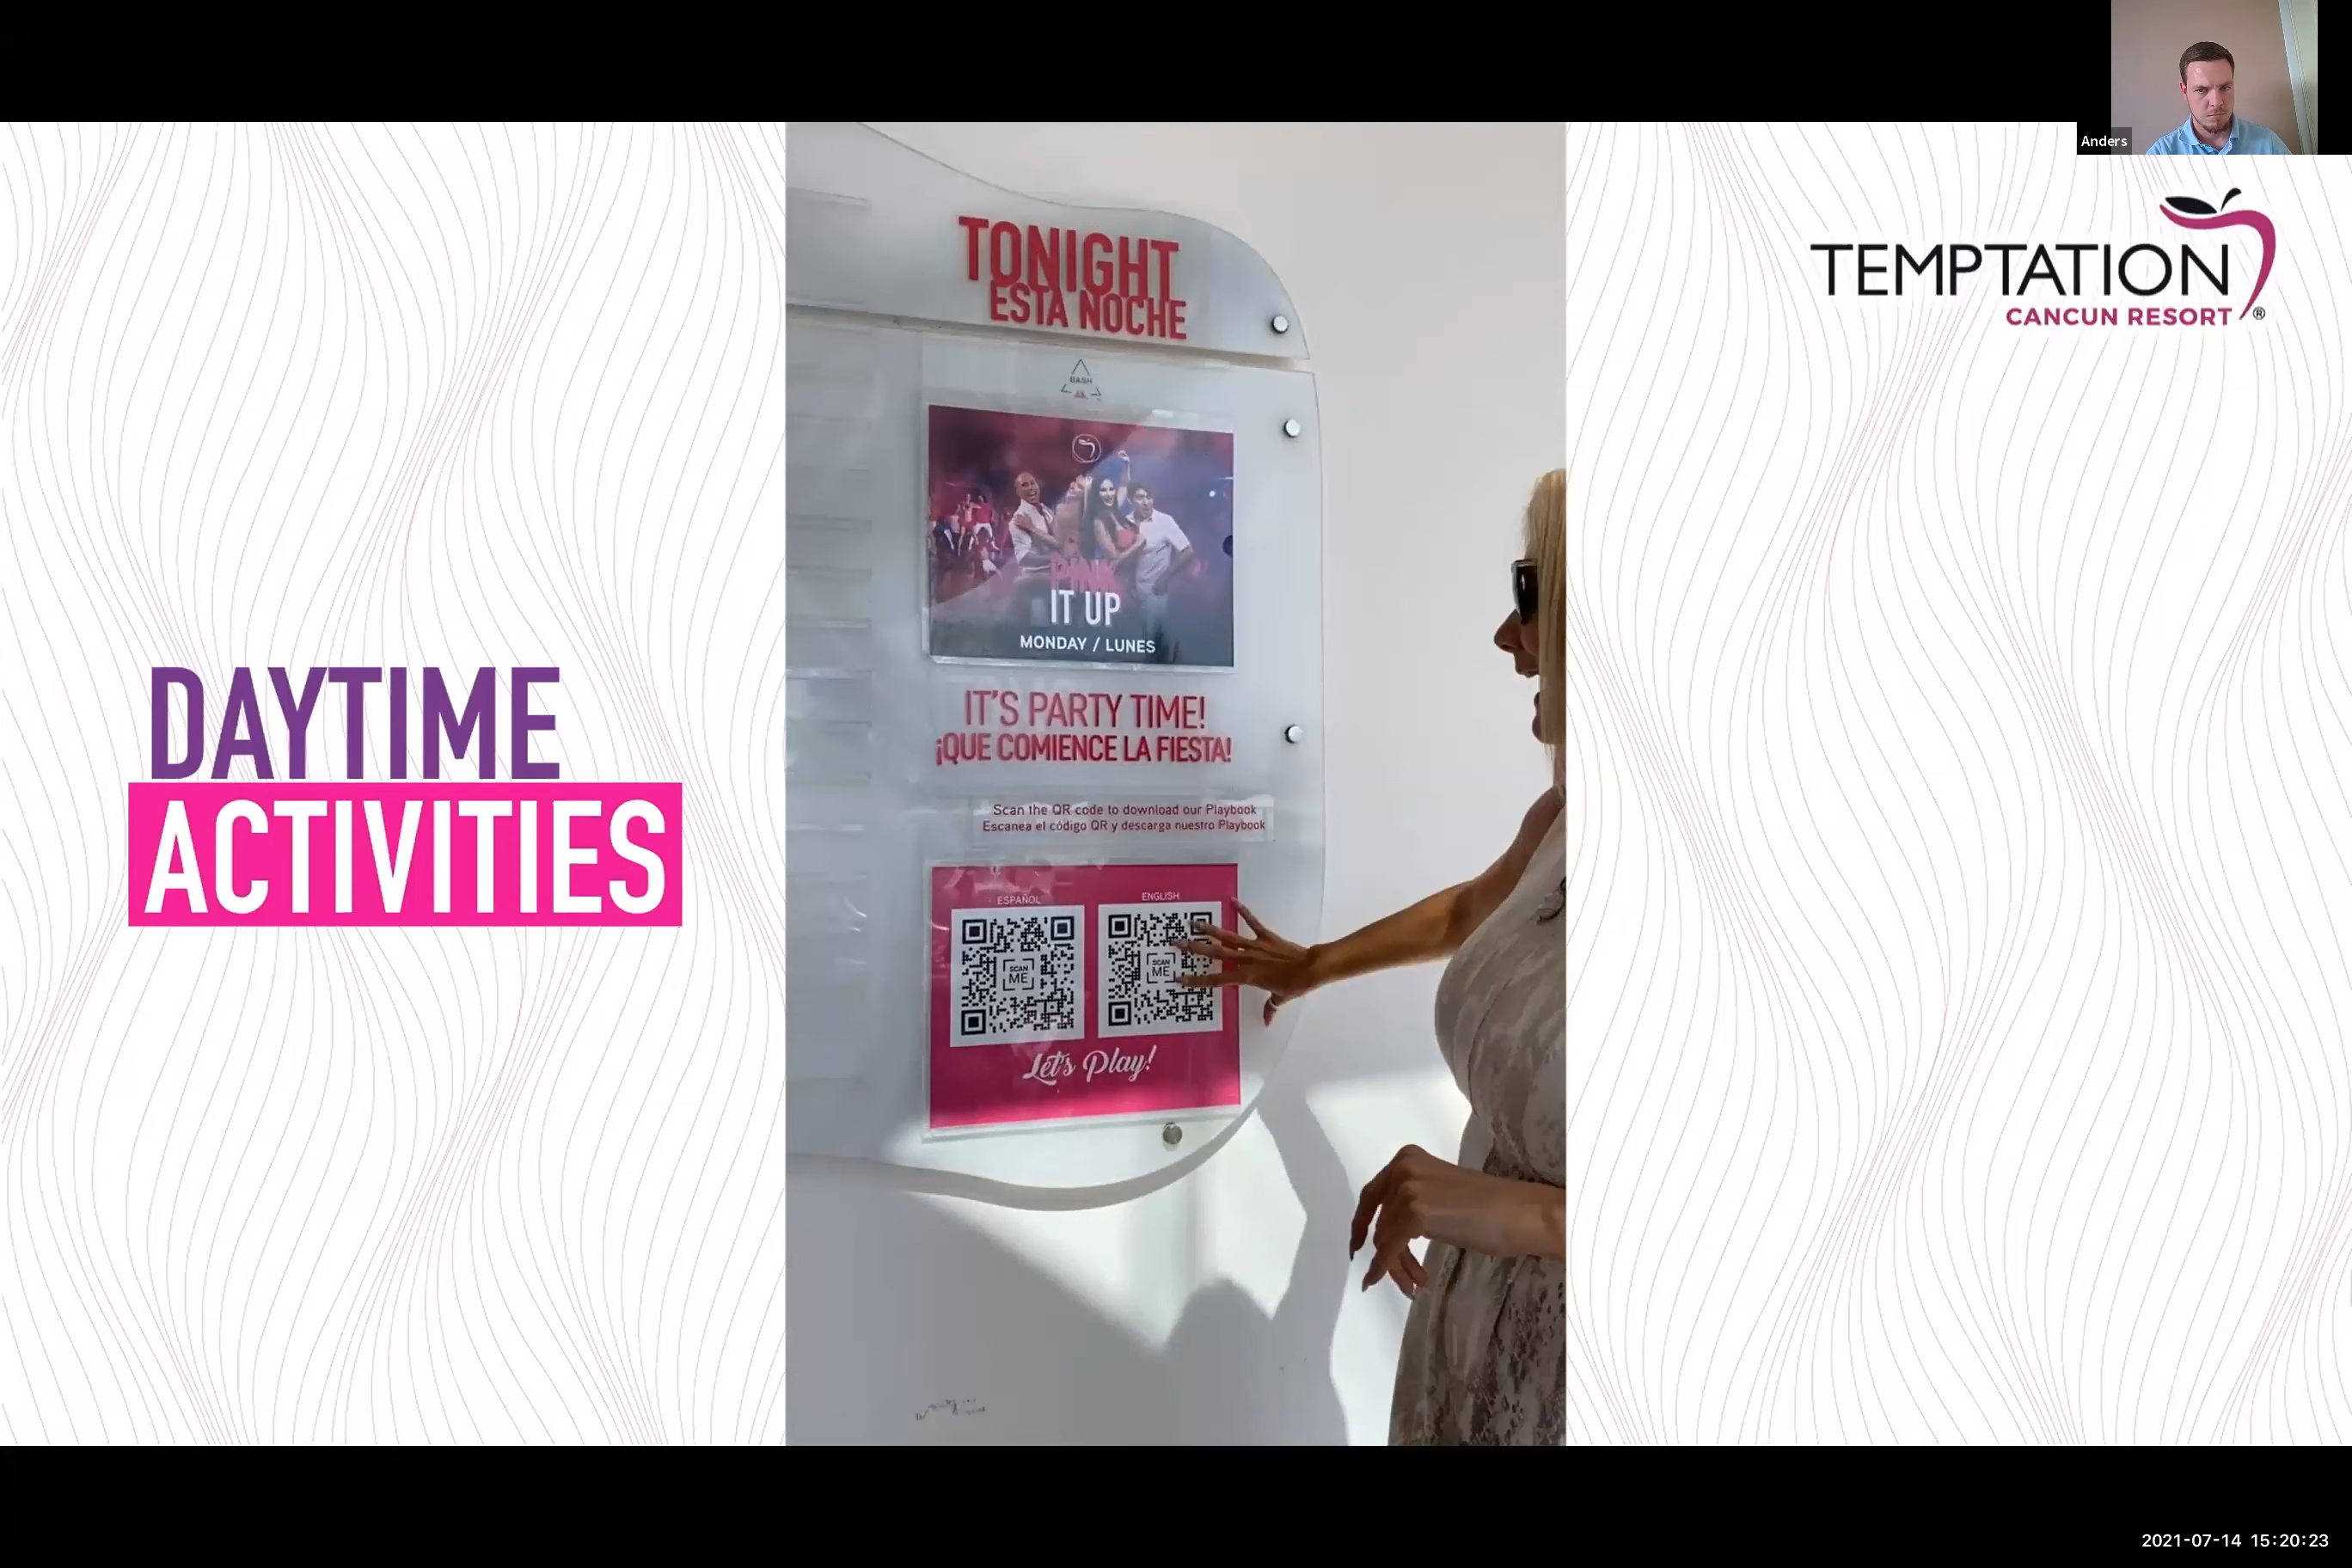 Anders
TEMPTATION
CANCUN RESORT ®
DAYTIME
ACTIVITIES
TONIGHT
ESTA NOCHE
BASH
PINK
IT UP
MONDAY / LUNES
IT'S PARTY TIME!
¡QUE COMIENCE LA FIESTA!
Scan the QR code to download our Playbook
Escanea el código QR y descarga nuestro Playbook
ESPAÑOL
ENGLISH
SCAN
ME
SCAN
ME
Let's Play!
2021-07-14 15:20:23